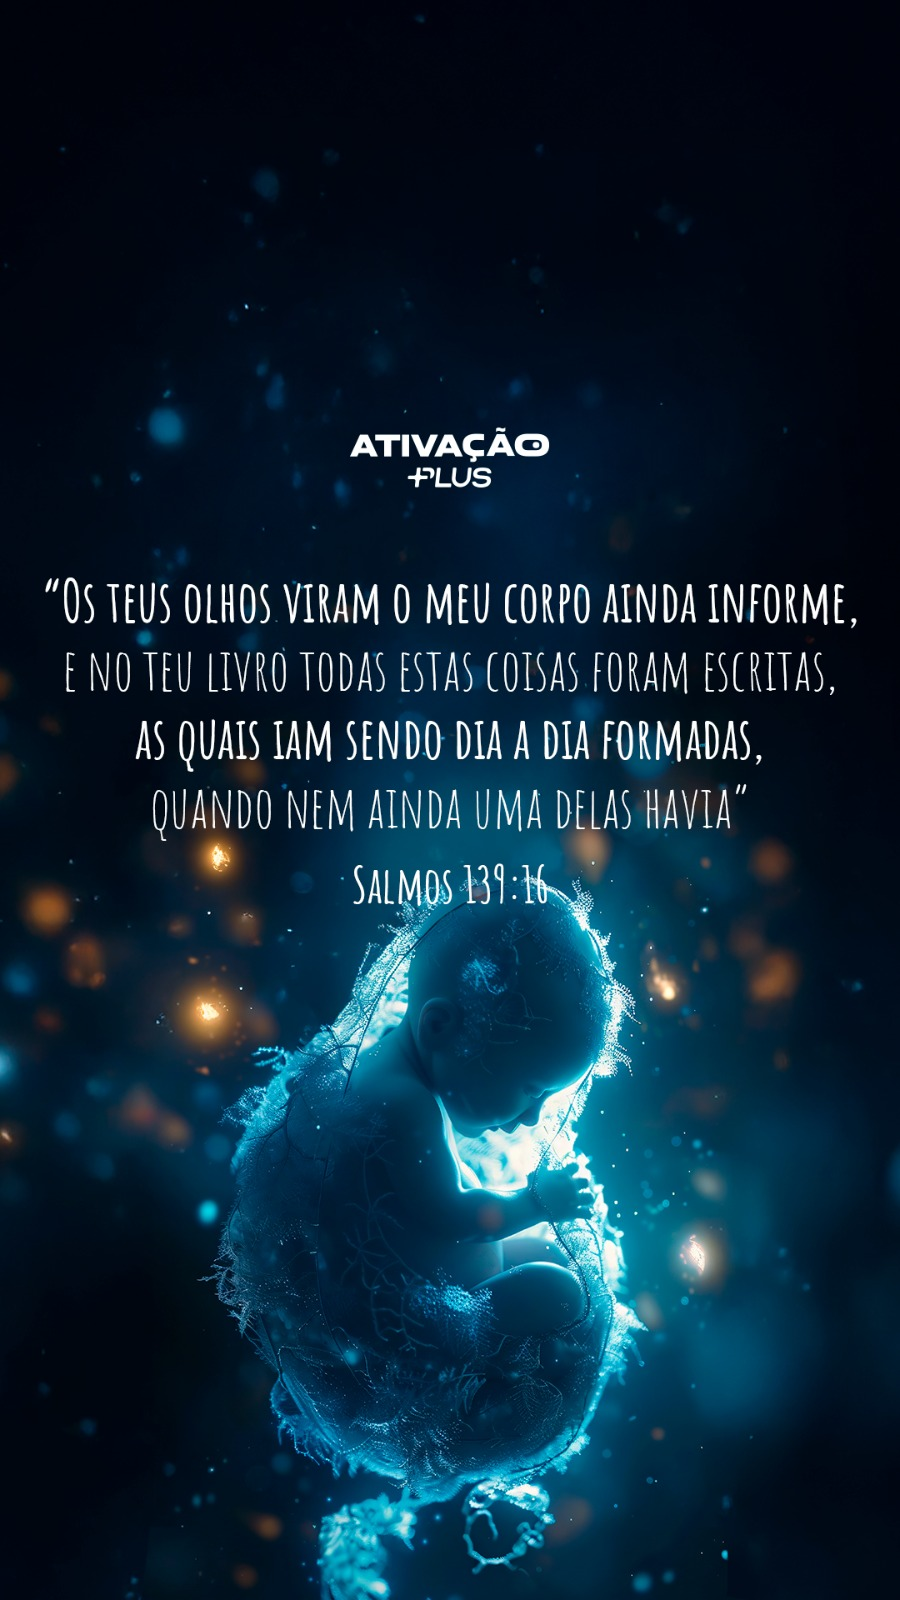 ATIVAÇÃO
+PLUS
“Os teus olhos viram o meu corpo ainda informe,
e no teu livro todas estas coisas foram escritas,
as quais iam sendo dia a dia formadas,
quando nem ainda uma delas havia”
Salmos 139:16